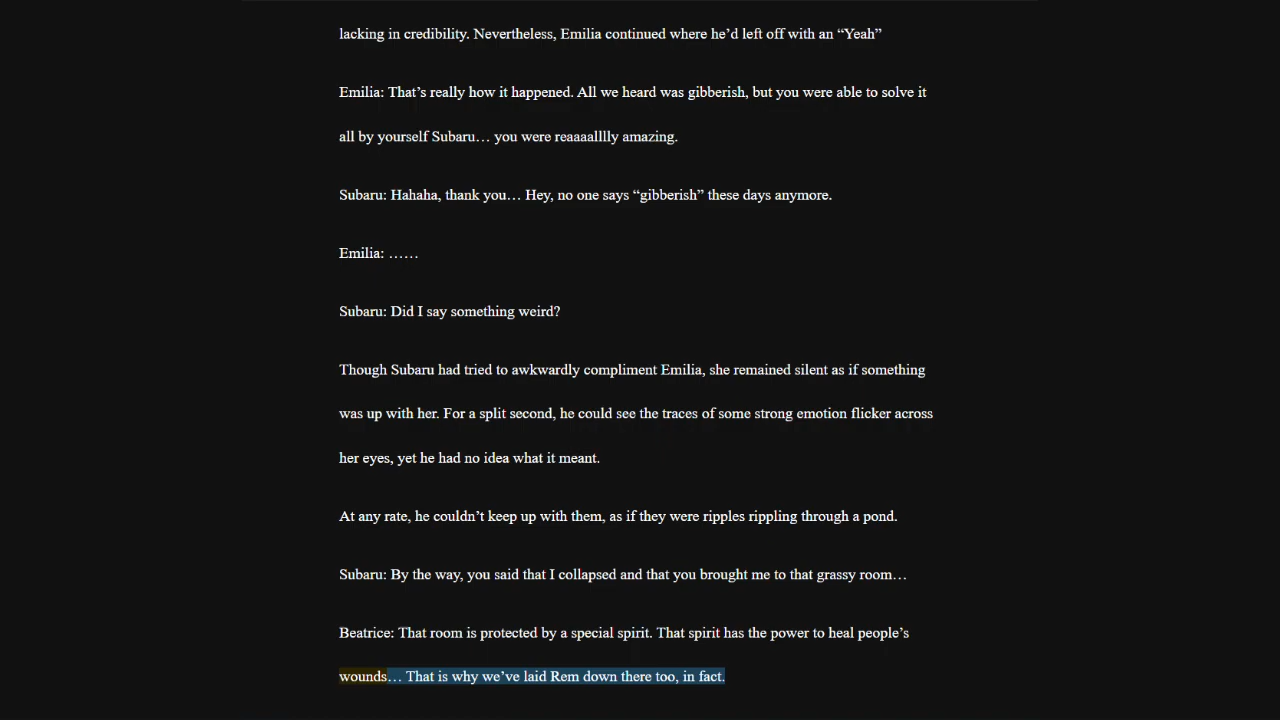 lacking in credibility. Nevertheless, Emilia continued where he’d left off with an “Yeah”
Emilia: That’s really how it happened. All we heard was gibberish, but you were able to solve it
all by yourself Subaru… you were reaaaalllly amazing.
Subaru: Hahaha, thank you… Hey, no one says “gibberish” these days anymore.
Emilia: ……
Subaru: Did I say something weird?
Though Subaru had tried to awkwardly compliment Emilia, she remained silent as if something
was up with her. For a split second, he could see the traces of some strong emotion flicker across
her eyes, yet he had no idea what it meant.
At any rate, he couldn’t keep up with them, as if they were ripples rippling through a pond.
Subaru: By the way, you said that I collapsed and that you brought me to that grassy room…
Beatrice: That room is protected by a special spirit. That spirit has the power to heal people’s
wounds… That is why we’ve laid Rem down there too, in fact.